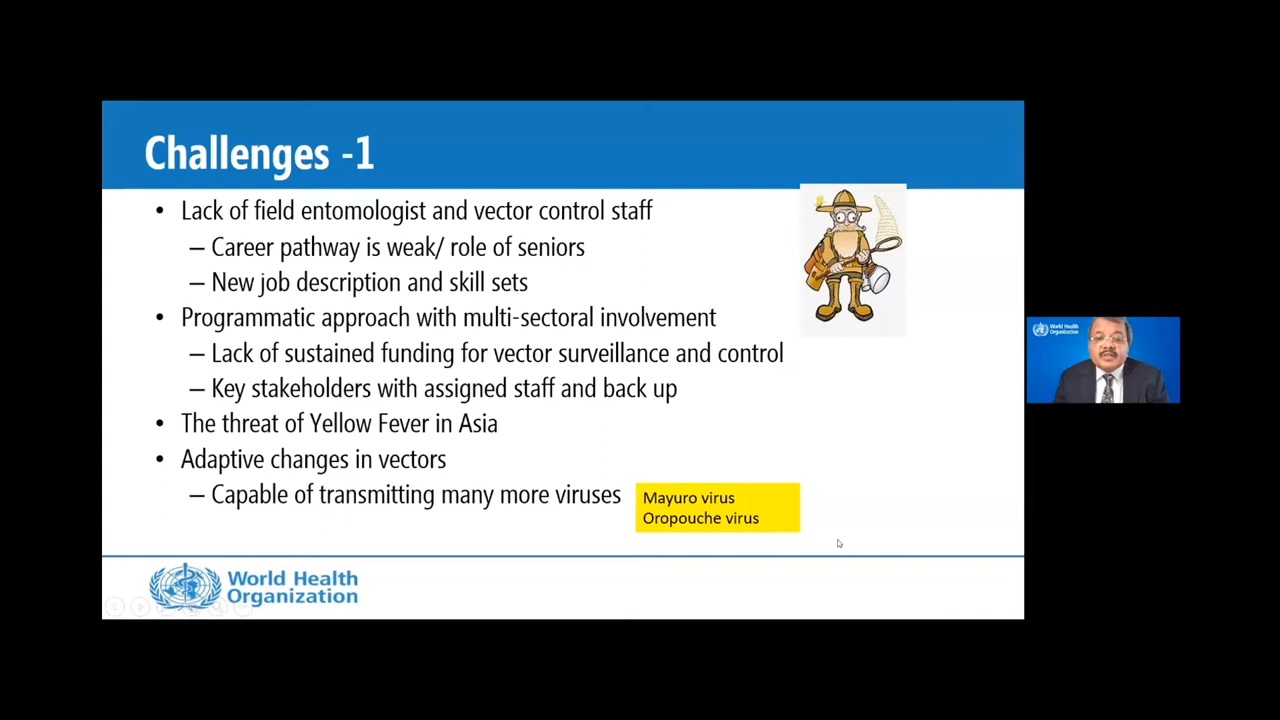 Challenges -1
• Lack of field entomologist and vector control staff
– Career pathway is weak/ role of seniors
– New job description and skill sets
• Programmatic approach with multi-sectoral involvement
– Lack of sustained funding for vector surveillance and control
– Key stakeholders with assigned staff and back up
• The threat of Yellow Fever in Asia
• Adaptive changes in vectors
– Capable of transmitting many more viruses
Mayuro virus
Oropouche virus
World Health
Organization
World Health
Organization